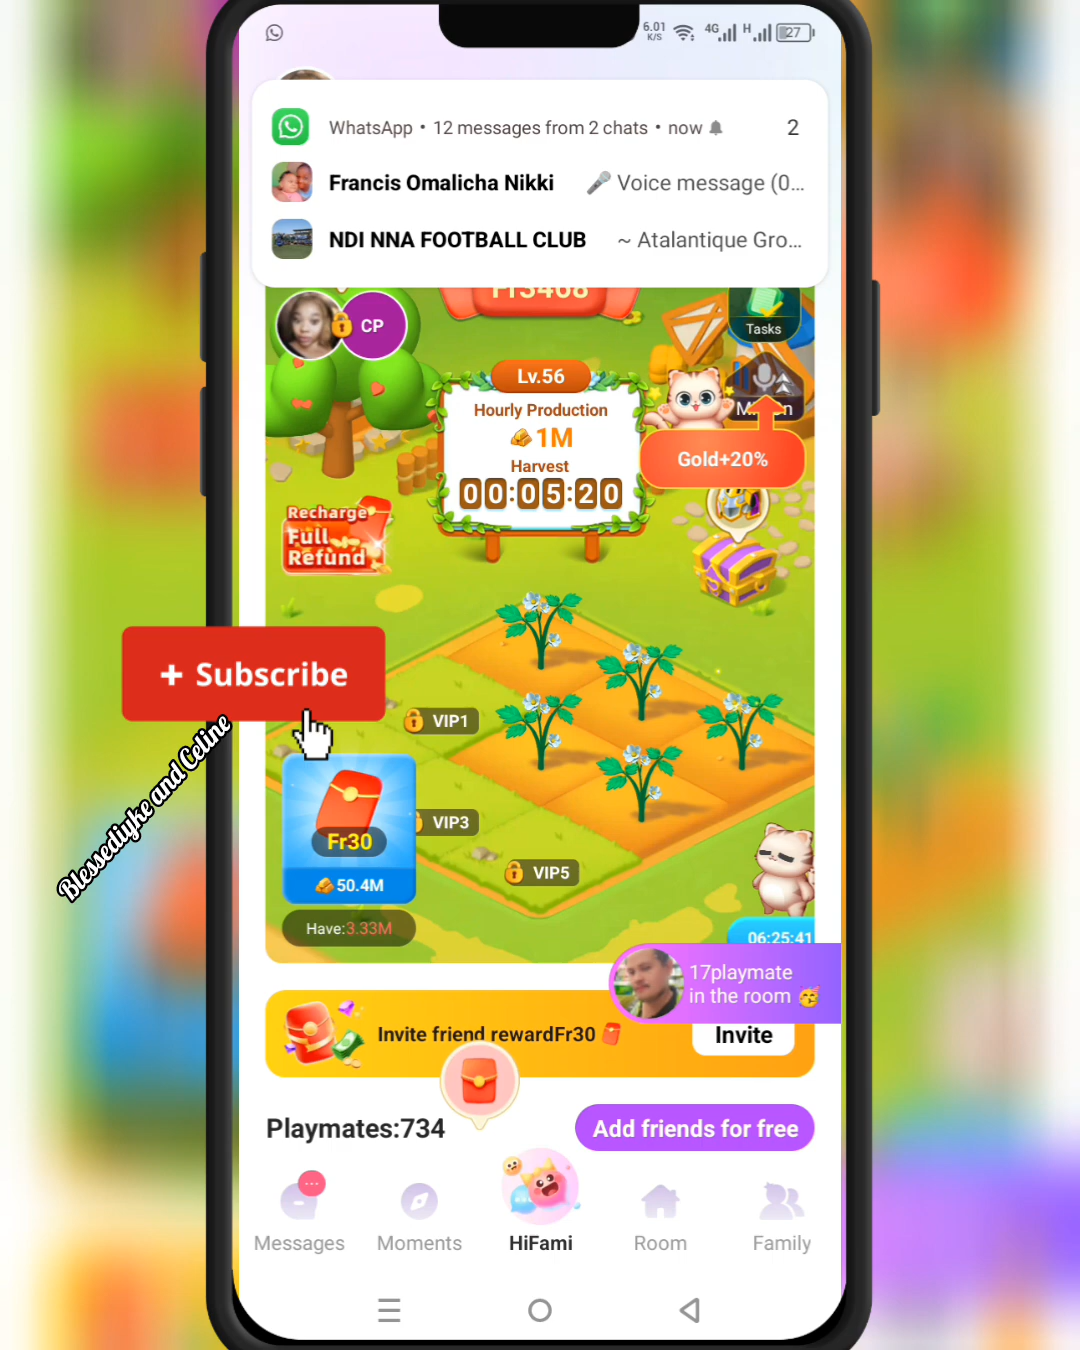 6.01 K/S 4G H 27
WhatsApp • 12 messages from 2 chats • now 2
Francis Omalicha Nikki Voice message (0...
NDI NNA FOOTBALL CLUB ~ Atalantique Gro...
Fr3468
CP
Tasks
Lv.56
Hourly Production
1M
Harvest
00:05:20
Gold+20%
Recharge
Full
Refund
+ Subscribe
Blessediyke and Celine
VIP1
VIP3
VIP5
Fr30
50.4M
Have:3.33M
06:25:41
17playmate
in the room
Invite friend rewardFr30
Invite
Playmates:734
Add friends for free
Messages
Moments
HiFami
Room
Family